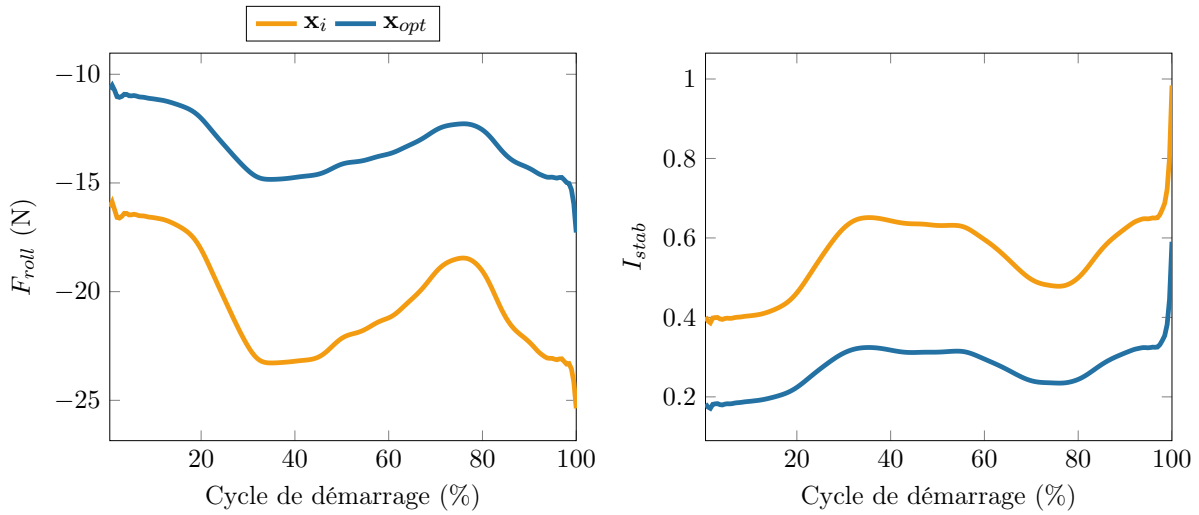 x_i x_opt
−10
−15
−20
−25
F_roll (N)
20 40 60 80 100
Cycle de démarrage (%)
1
0.8
0.6
0.4
0.2
I_stab
20 40 60 80 100
Cycle de démarrage (%)